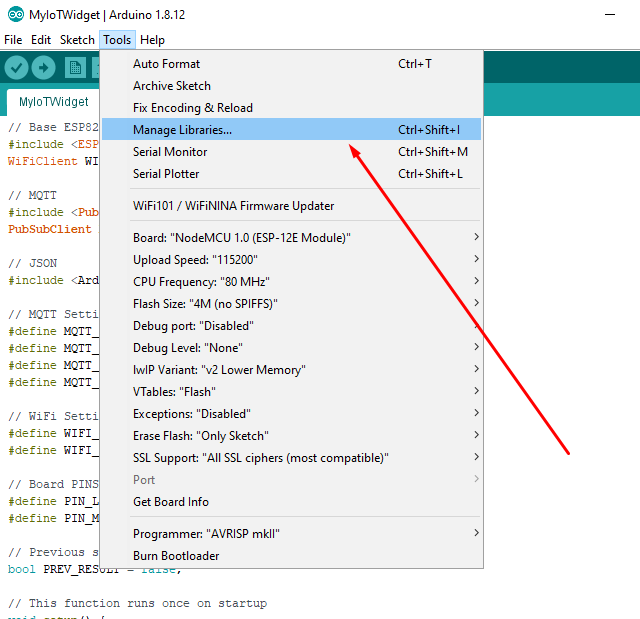 MyIoTWidget | Arduino 1.8.12
File Edit Sketch Tools Help
MyIoTWidget
Auto Format Ctrl+T
Archive Sketch
Fix Encoding & Reload
Manage Libraries... Ctrl+Shift+I
Serial Monitor Ctrl+Shift+M
Serial Plotter Ctrl+Shift+L
WiFi101 / WiFiNINA Firmware Updater
Board: "NodeMCU 1.0 (ESP-12E Module)"
Upload Speed: "115200"
CPU Frequency: "80 MHz"
Flash Size: "4M (no SPIFFS)"
Debug port: "Disabled"
Debug Level: "None"
lwIP Variant: "v2 Lower Memory"
VTables: "Flash"
Exceptions: "Disabled"
Erase Flash: "Only Sketch"
SSL Support: "All SSL ciphers (most compatible)"
Port
Get Board Info
Programmer: "AVRISP mkII"
Burn Bootloader
// Base ESP82
#include <ESP
WiFiClient WI
// MQTT
#include <Pub
PubSubClient
// JSON
#include <Ard
// MQTT Setti
#define MQTT_
#define MQTT_
#define MQTT_
#define MQTT_
// WiFi Setti
#define WIFI_
#define WIFI_
// Board PINS
#define PIN_L
#define PIN_M
// Previous s
bool PREV_RESULT = false;
// This function runs once on startup
void setup() {